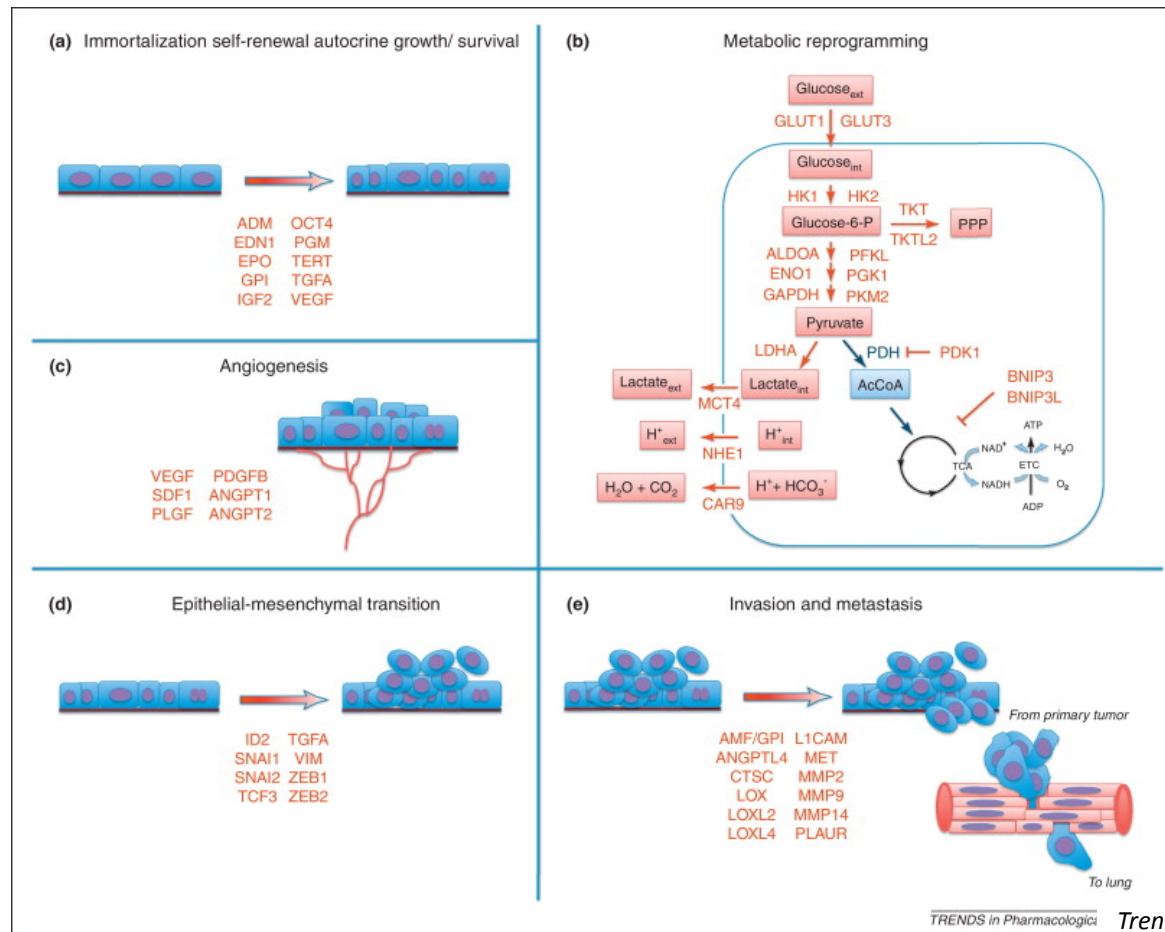 (a) Immortalization self-renewal autocrine growth/ survival
ADM OCT4
EDN1 PGM
EPO TERT
GPI TGFA
IGF2 VEGF
(b) Metabolic reprogramming
Glucoseext
GLUT1 GLUT3
Glucoseint
HK1 HK2
Glucose-6-P
TKT
TKTL2
PPP
ALDOA PFKL
ENO1 PGK1
GAPDH PKM2
Pyruvate
LDHA PDH PDK1
Lactateext
MCT4
Lactateint
AcCoA
BNIP3
BNIP3L
H+ext
NHE1
H+int
H2O + CO2
CAR9
H+ + HCO3-
TCA
NAD+
NADH
ATP
ETC
ADP
H2O
O2
(c) Angiogenesis
VEGF PDGFB
SDF1 ANGPT1
PLGF ANGPT2
(d) Epithelial-mesenchymal transition
ID2 TGFA
SNAI1 VIM
SNAI2 ZEB1
TCF3 ZEB2
(e) Invasion and metastasis
AMF/GPI L1CAM
ANGPTL4 MET
CTSC MMP2
LOX MMP9
LOXL2 MMP14
LOXL4 PLAUR
From primary tumor
To lung
TRENDS in Pharmacologica Tren